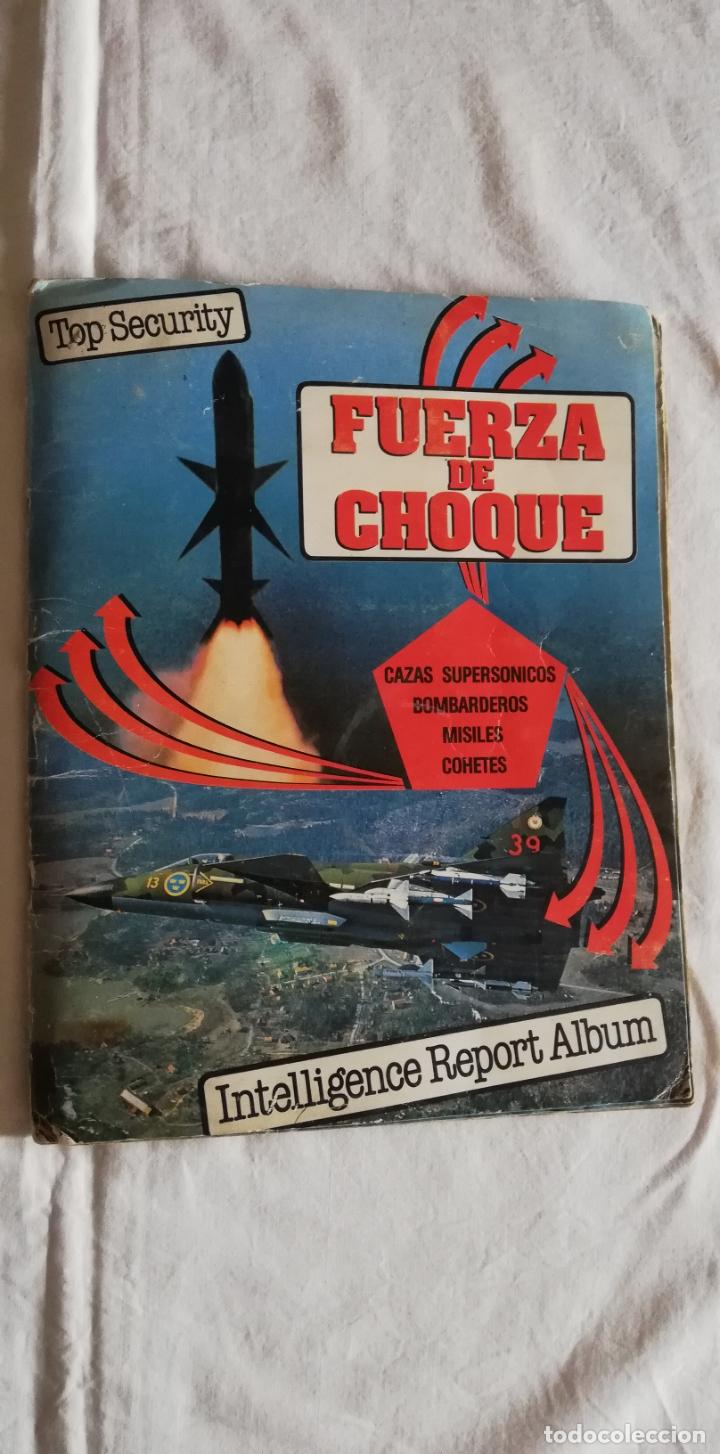 Top Security
FUERZA
DE
CHOQUE
CAZAS SUPERSONICOS
BOMBARDEROS
MISILES
COHETES
39
13
Intelligence Report Album
todocoleccion